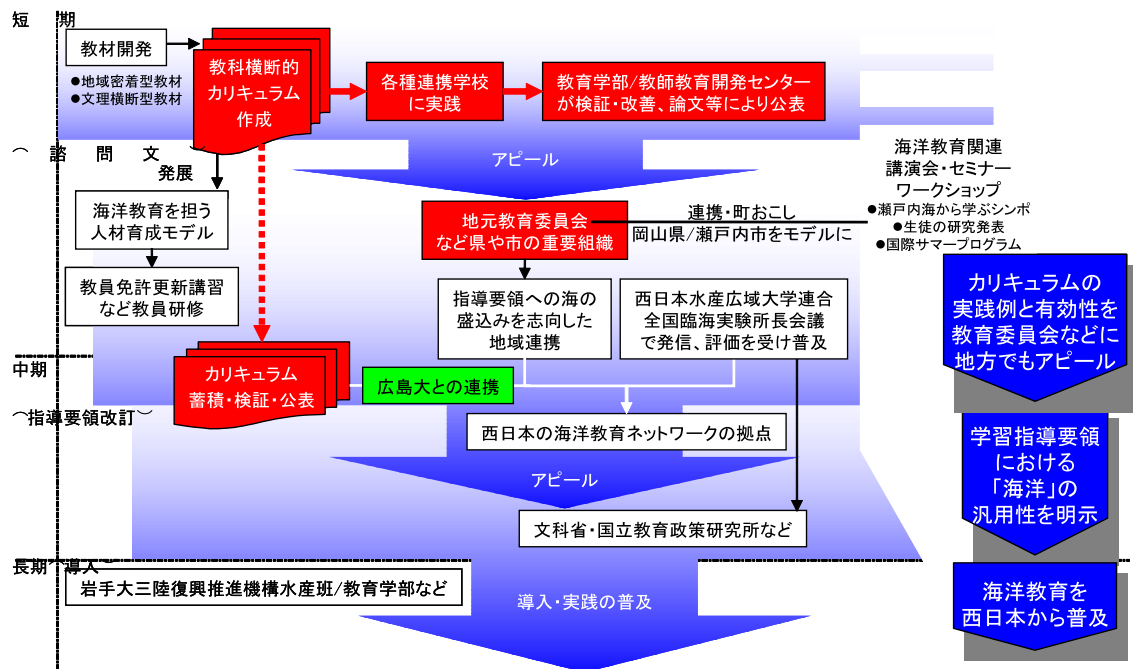 短　期
教材開発
●地域密着型教材
●文理横断型教材
教科横断的
カリキュラム
作成
各種連携学校
に実践
教育学部/教師教育開発センター
が検証・改善、論文等により公表
（諮問文）
発展
アピール
海洋教育関連
講演会・セミナー
ワークショップ
●瀬戸内海から学ぶシンポ
●生徒の研究発表
●国際サマープログラム
海洋教育を担う
人材育成モデル
地元教育委員会
など県や市の重要組織
連携・町おこし
岡山県/瀬戸内市をモデルに
教員免許更新講習
など教員研修
指導要領への海の
盛込みを志向した
地域連携
西日本水産広域大学連合
全国臨海実験所長会議
で発信、評価を受け普及
カリキュラムの
実践例と有効性を
教育委員会などに
地方でもアピール
中期
（指導要領改訂）
カリキュラム
蓄積・検証・公表
広島大との連携
西日本の海洋教育ネットワークの拠点
アピール
学習指導要領
における
「海洋」の
汎用性を明示
文科省・国立教育政策研究所など
長期（導入）
岩手大三陸復興推進機構水産班/教育学部など
導入・実践の普及
海洋教育を
西日本から普及